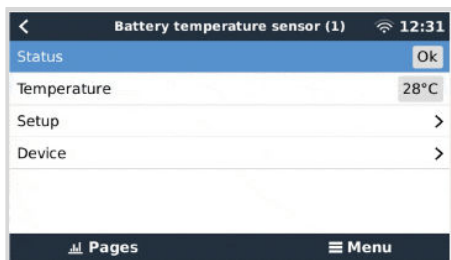 Battery temperature sensor (1) 12:31
Status Ok
Temperature 28°C
Setup
Device
Pages Menu